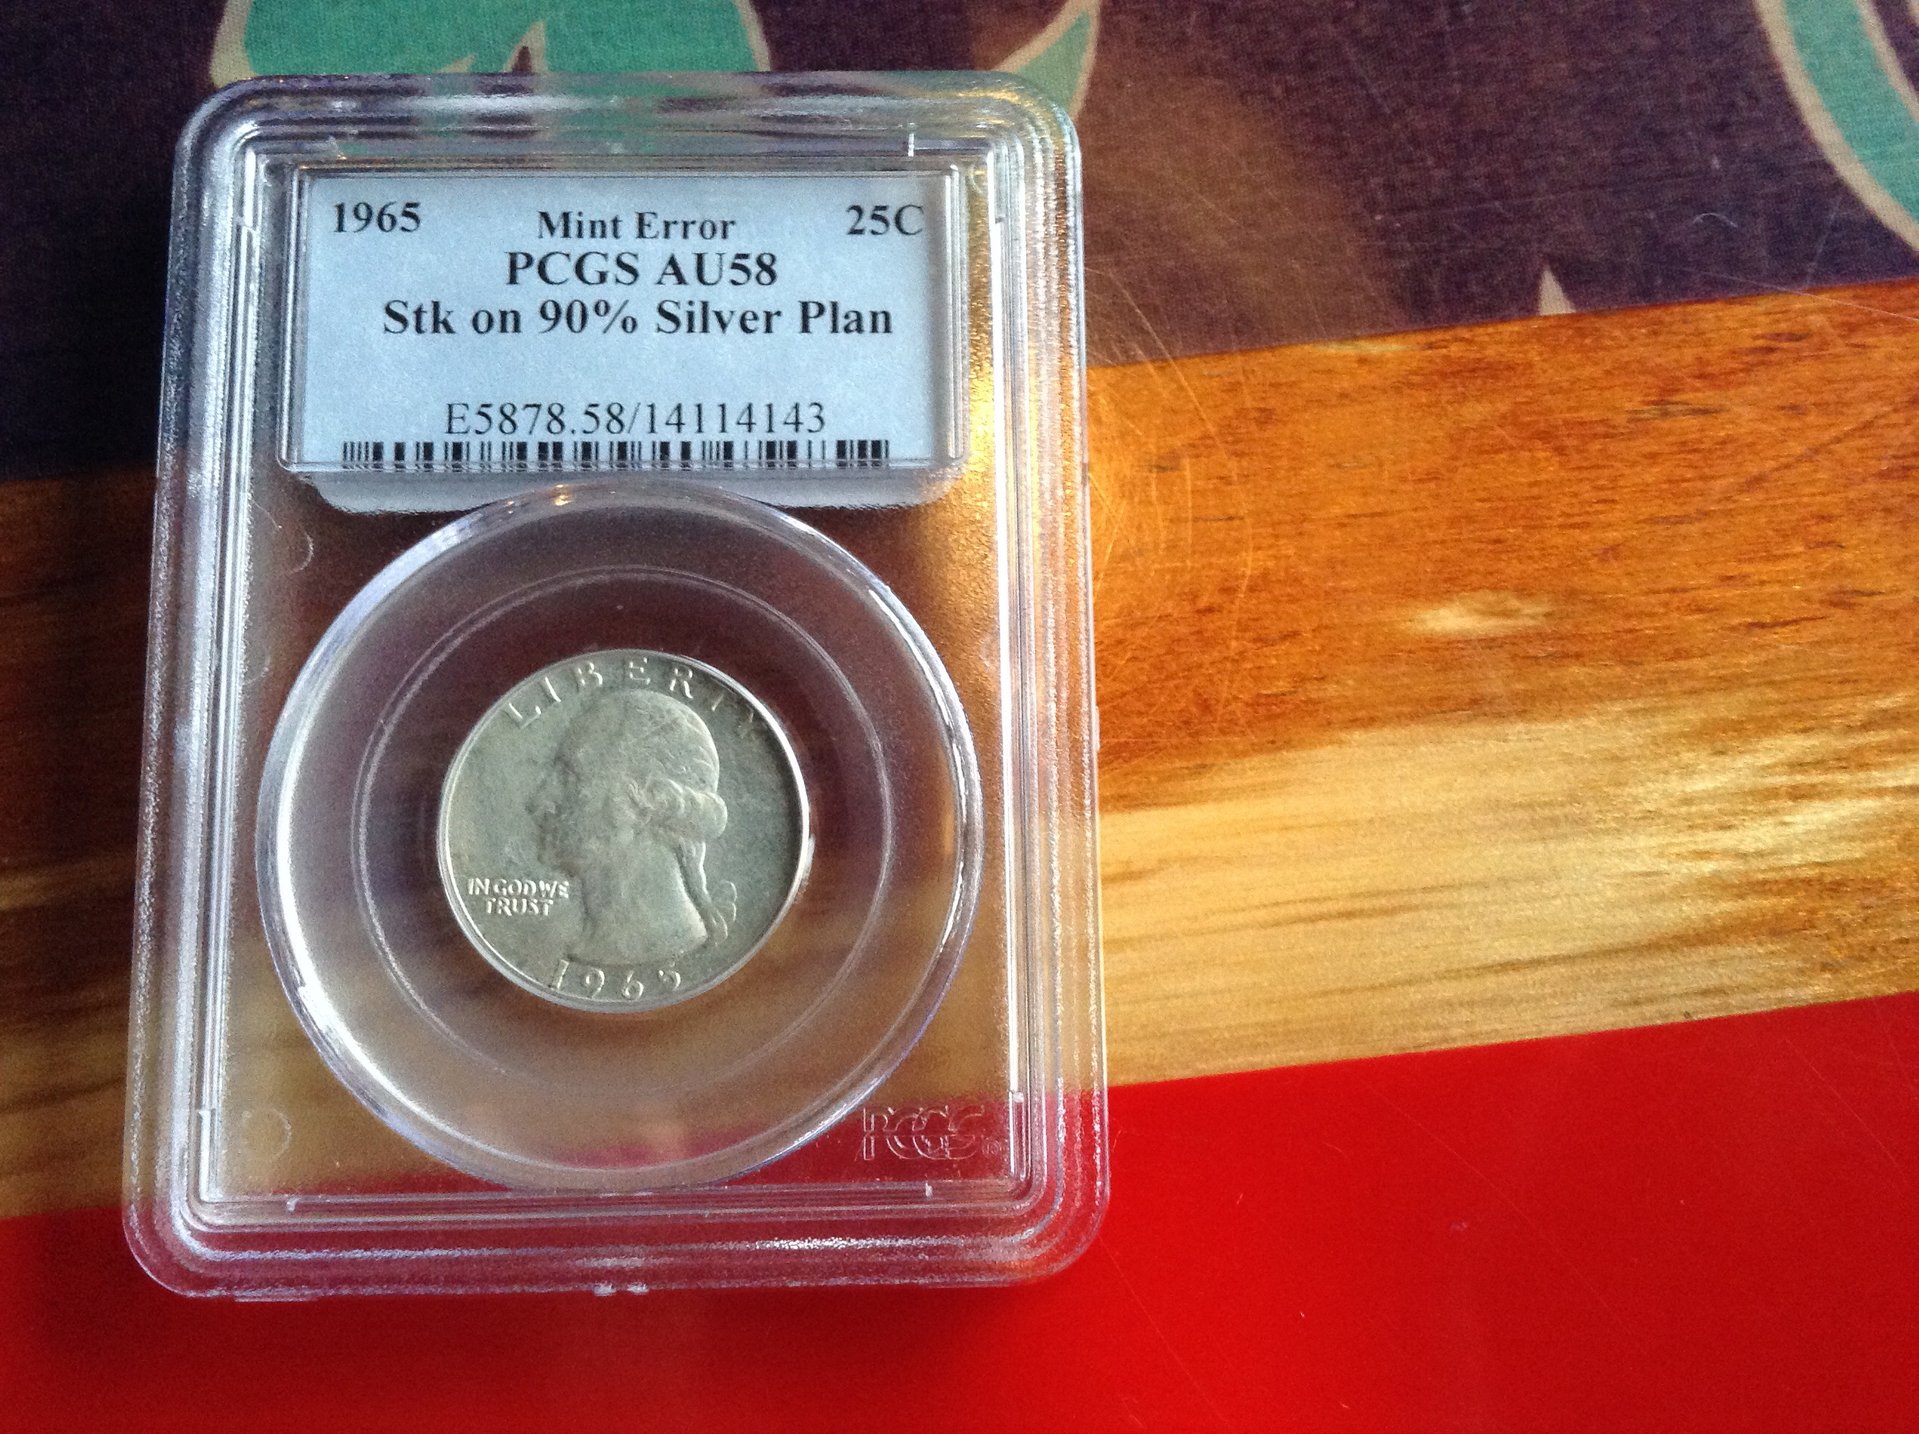 1965 Mint Error 25C
PCGS AU58
Stk on 90% Silver Plan
E5878.58/14114143
LIBERTY
IN GOD WE
TRUST
1965
PCGS